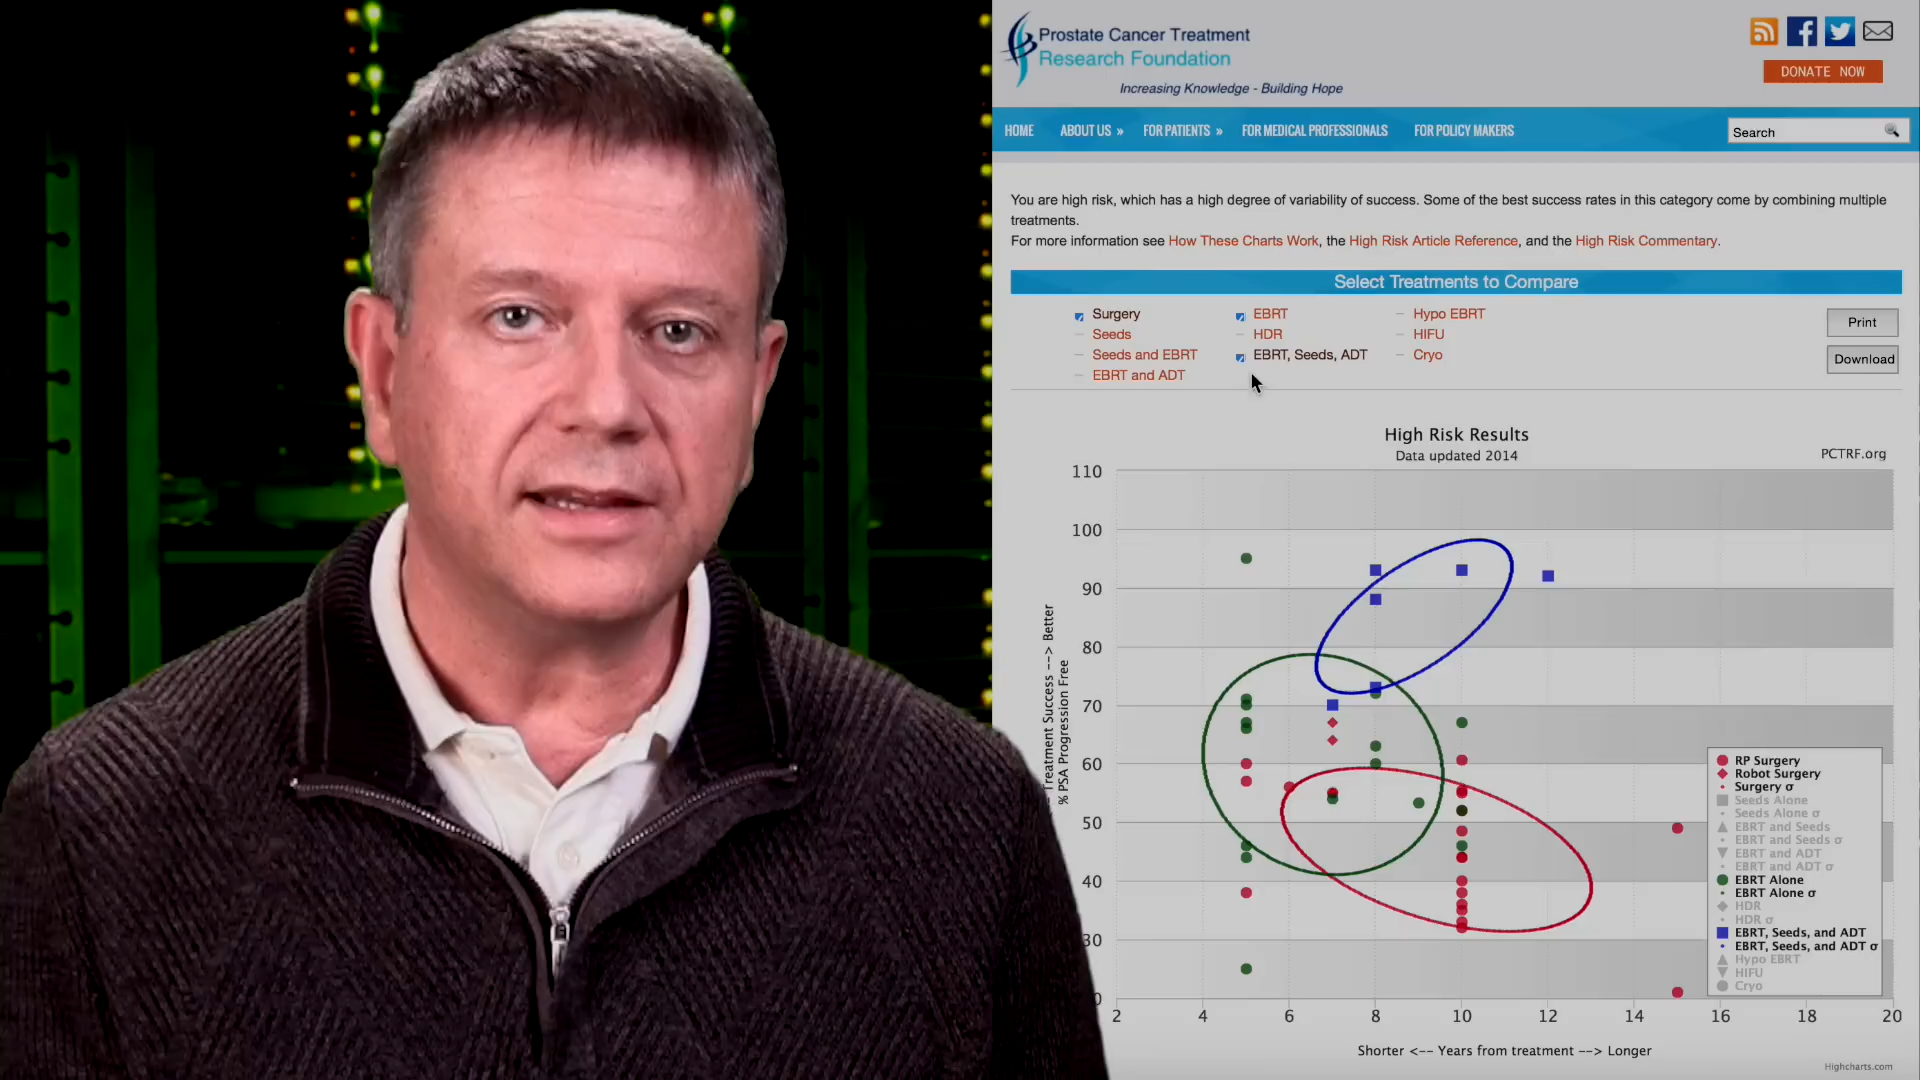 Prostate Cancer Treatment
Research Foundation
Increasing Knowledge - Building Hope
DONATE NOW
HOME ABOUT US » FOR PATIENTS » FOR MEDICAL PROFESSIONALS FOR POLICY MAKERS
Search
You are high risk, which has a high degree of variability of success. Some of the best success rates in this category come by combining multiple
treatments.
For more information see How These Charts Work, the High Risk Article Reference, and the High Risk Commentary.
Select Treatments to Compare
Surgery EBRT Hypo EBRT
Seeds HDR HIFU
Seeds and EBRT EBRT, Seeds, ADT Cryo
EBRT and ADT
Print
Download
High Risk Results
Data updated 2014
PCTRF.org
110
100
90
80
70
60
50
40
30
0
Treatment Success --> Better
% PSA Progression Free
RP Surgery
Robot Surgery
Surgery σ
Seeds Alone
Seeds Alone σ
EBRT and Seeds
EBRT and Seeds σ
EBRT and ADT
EBRT and ADT σ
EBRT Alone
EBRT Alone σ
HDR
HDR σ
EBRT, Seeds, and ADT
EBRT, Seeds, and ADT σ
Hypo EBRT
HIFU
Cryo
2 4 6 8 10 12 14 16 18 20
Shorter <-- Years from treatment --> Longer
Highcharts.com